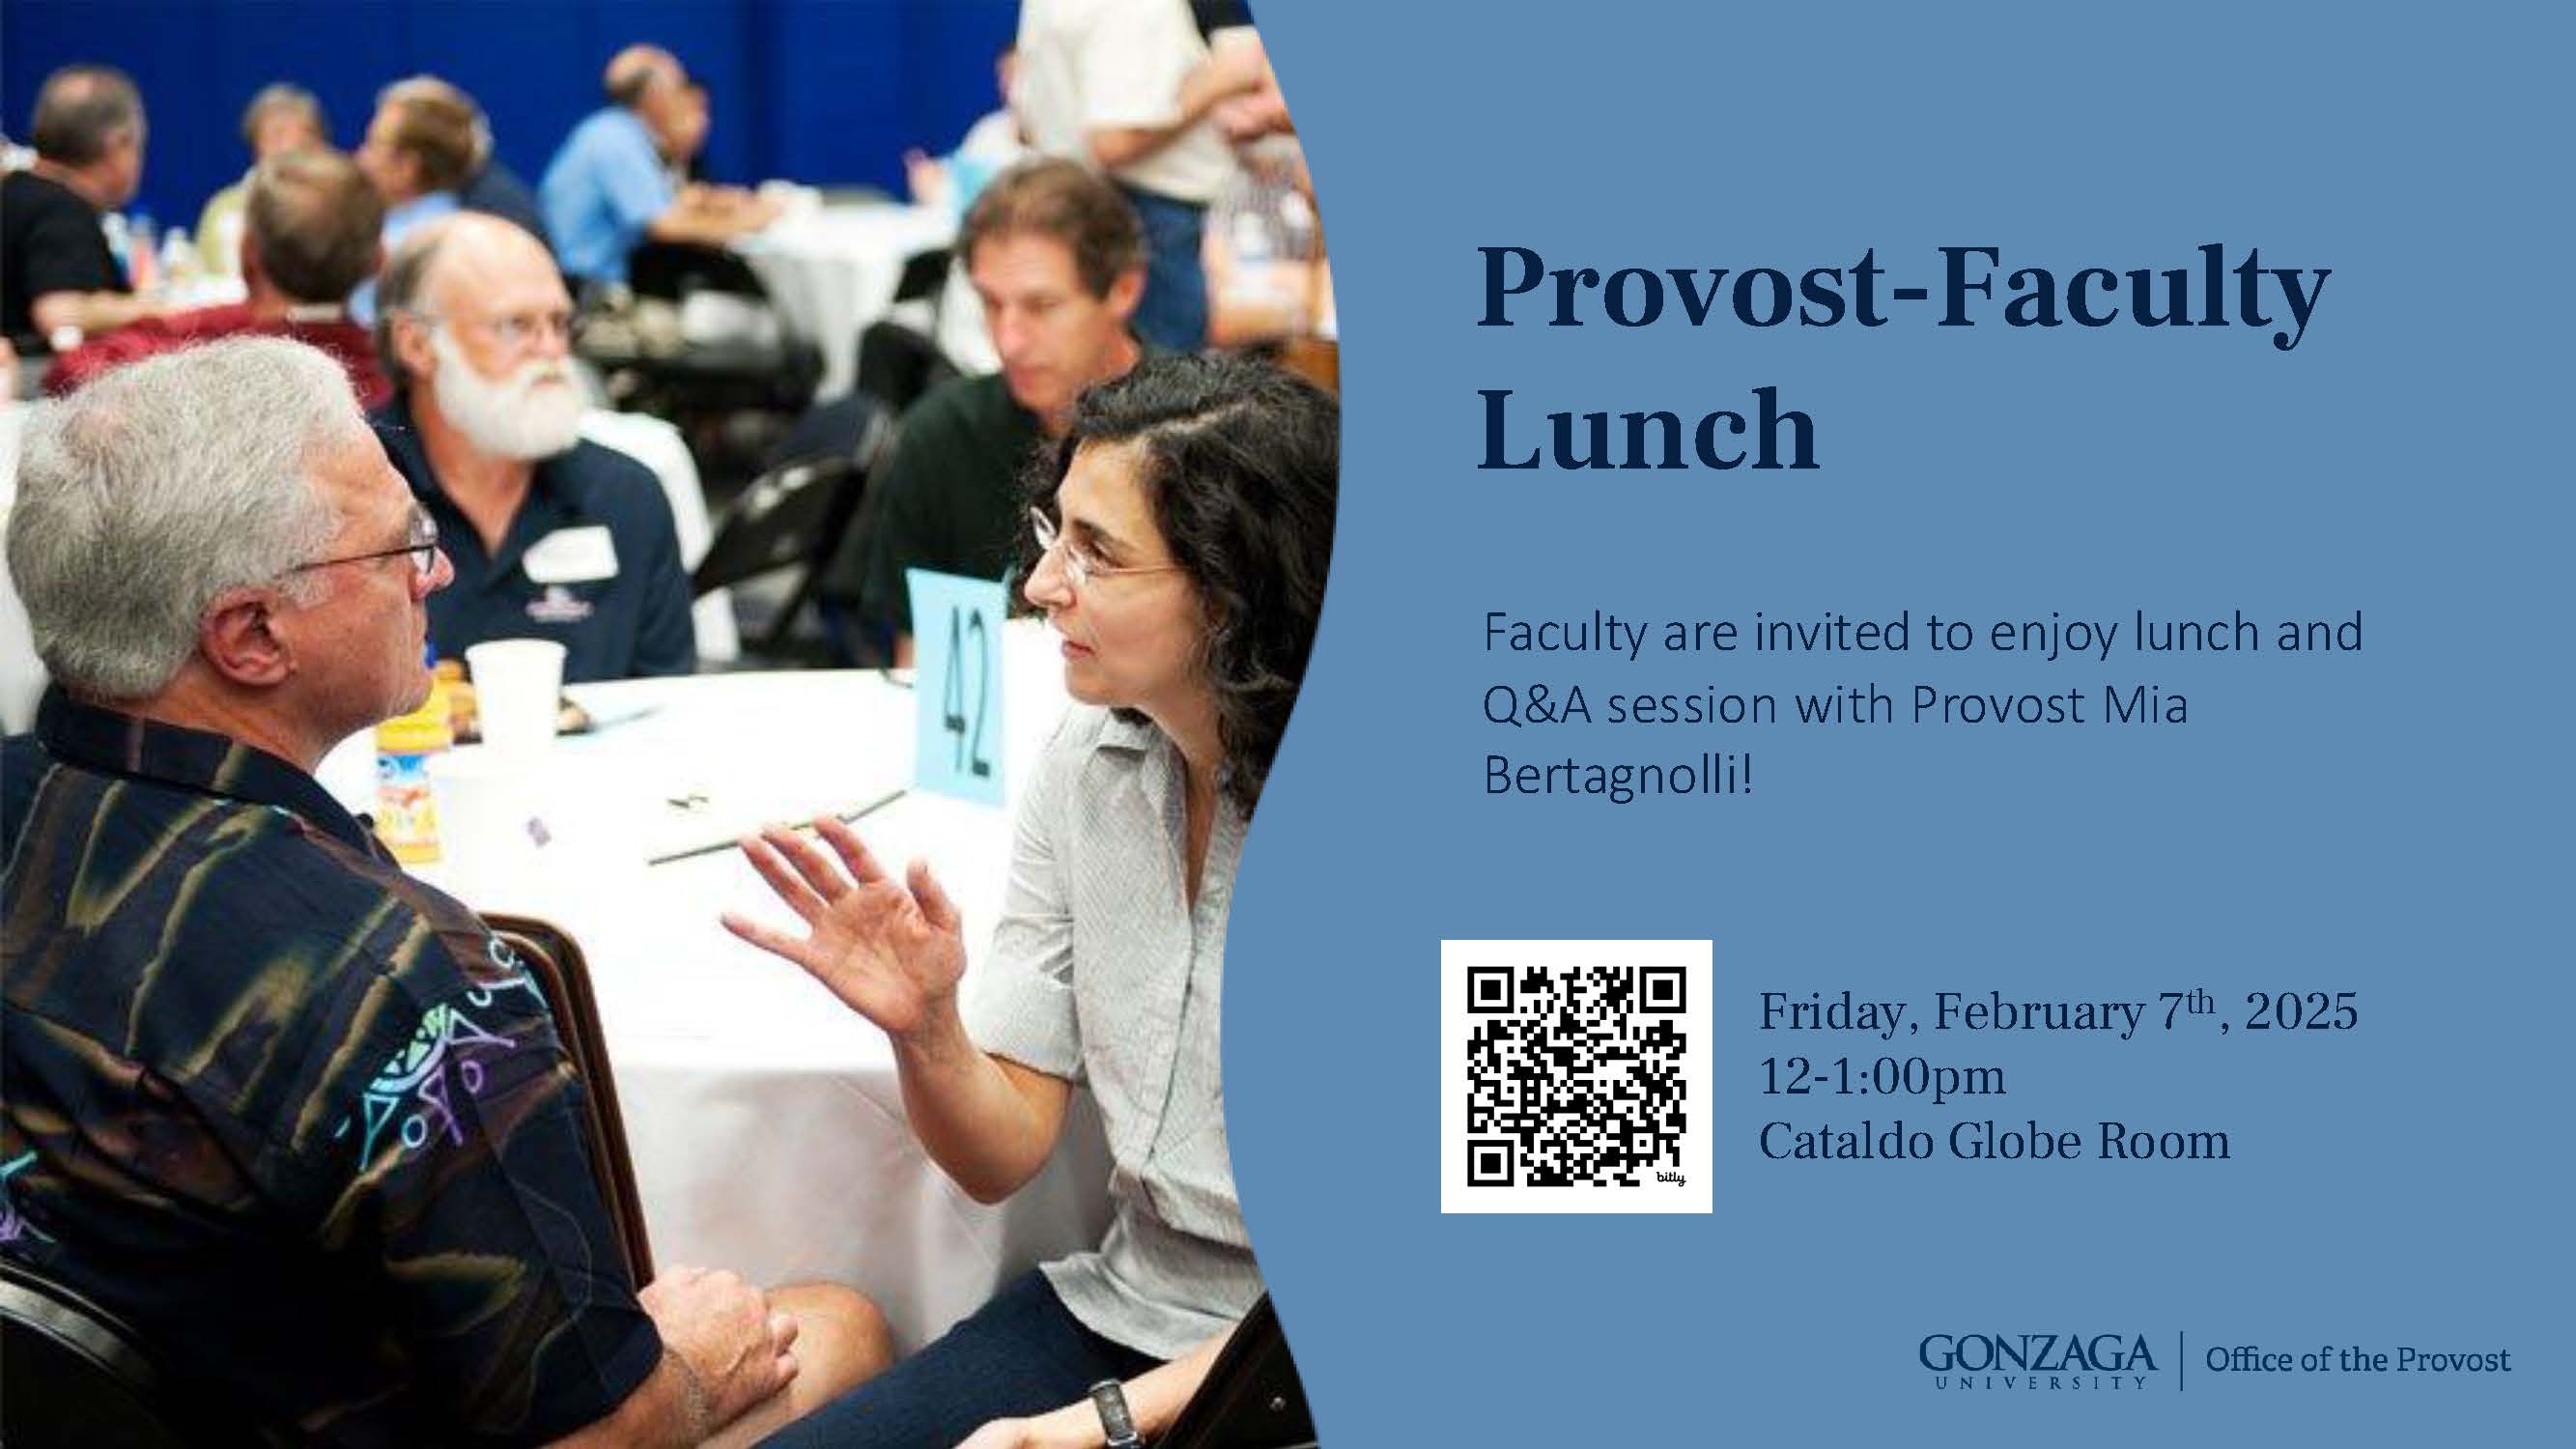 Provost-Faculty
Lunch
Faculty are invited to enjoy lunch and
Q&A session with Provost Mia
Bertagnolli!
42
Friday, February 7th, 2025
12-1:00pm
Cataldo Globe Room
bitly
GONZAGA
UNIVERSITY
Office of the Provost